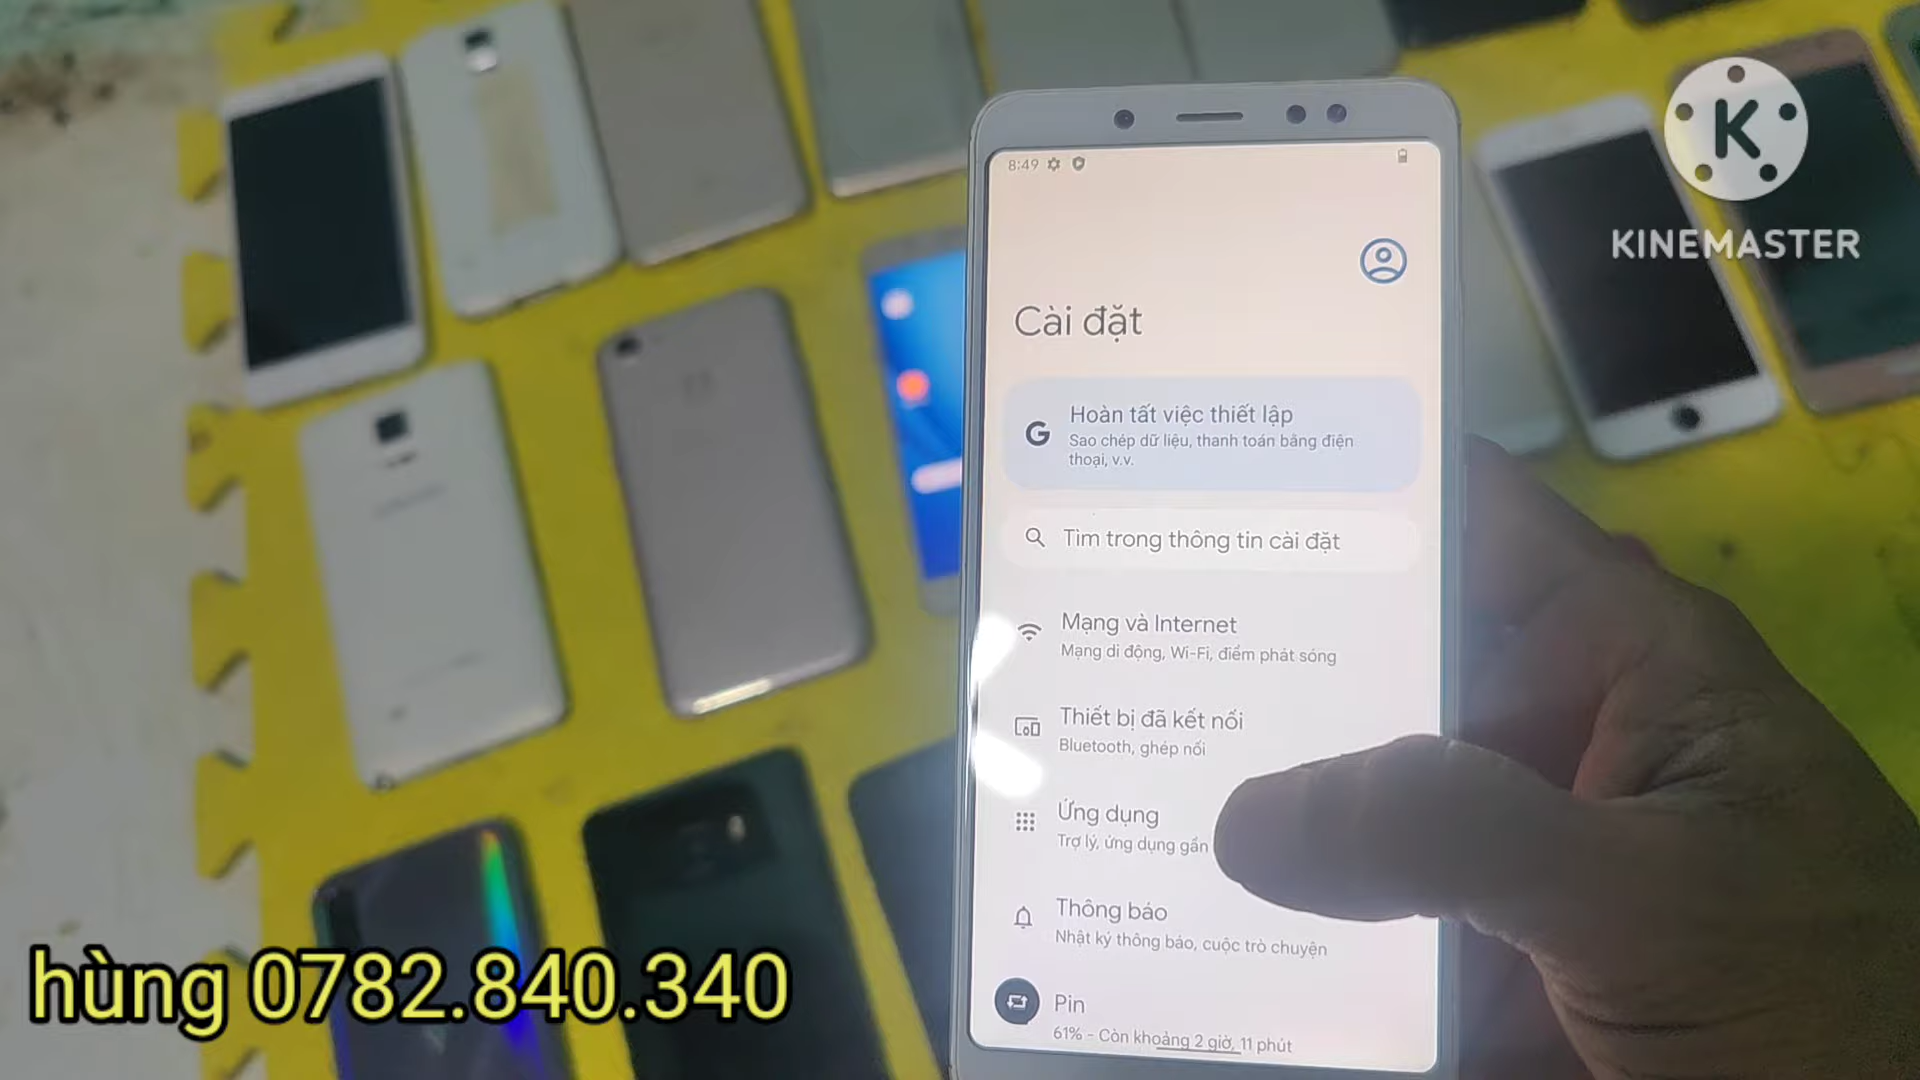 K
KINEMASTER
8:49
Cài đặt
G
Hoàn tất việc thiết lập
Sao chép dữ liệu, thanh toán bằng điện
thoại, v.v.
Tìm trong thông tin cài đặt
Mạng và Internet
Mạng di động, Wi-Fi, điểm phát sóng
Thiết bị đã kết nối
Bluetooth, ghép nối
Ứng dụng
Trợ lý, ứng dụng gần
Thông báo
Nhật ký thông báo, cuộc trò chuyện
Pin
61% - Còn khoảng 2 giờ, 11 phút
hùng 0782.840.340